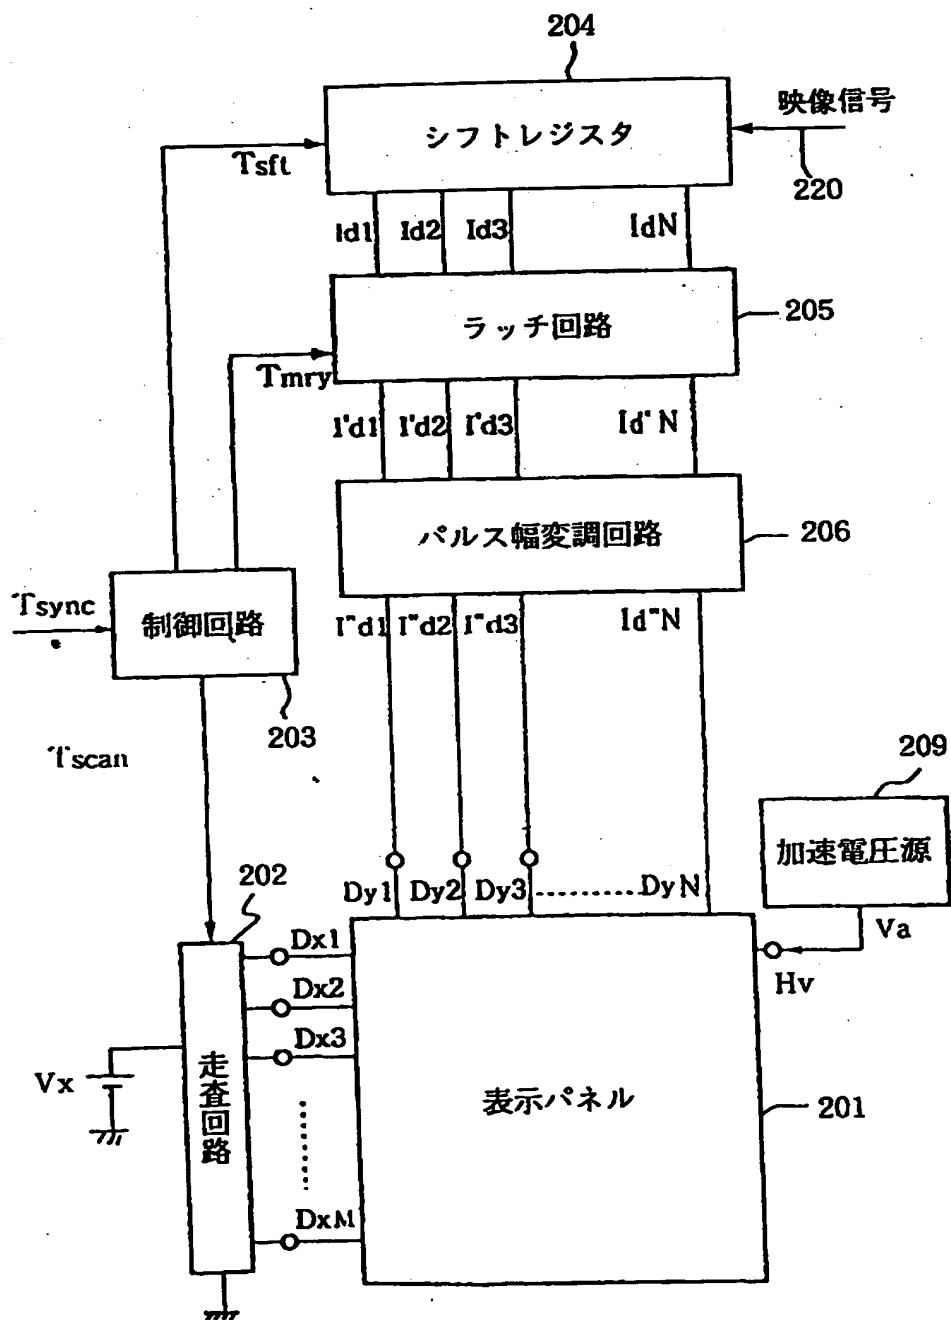 204
シフトレジスタ
映像信号
220
Tsft
Id1 Id2 Id3 IdN
ラッチ回路
205
Tmry
I'd1 I'd2 I'd3 Id'N
パルス幅変調回路
206
Tsync
制御回路
203
I"d1 I"d2 I"d3 Id"N
Tscan
209
加速電圧源
Va
Hv
202
Dy1 Dy2 Dy3 ..........DyN
Dx1
Dx2
Dx3
DxM
Vx
走査回路
表示パネル
201